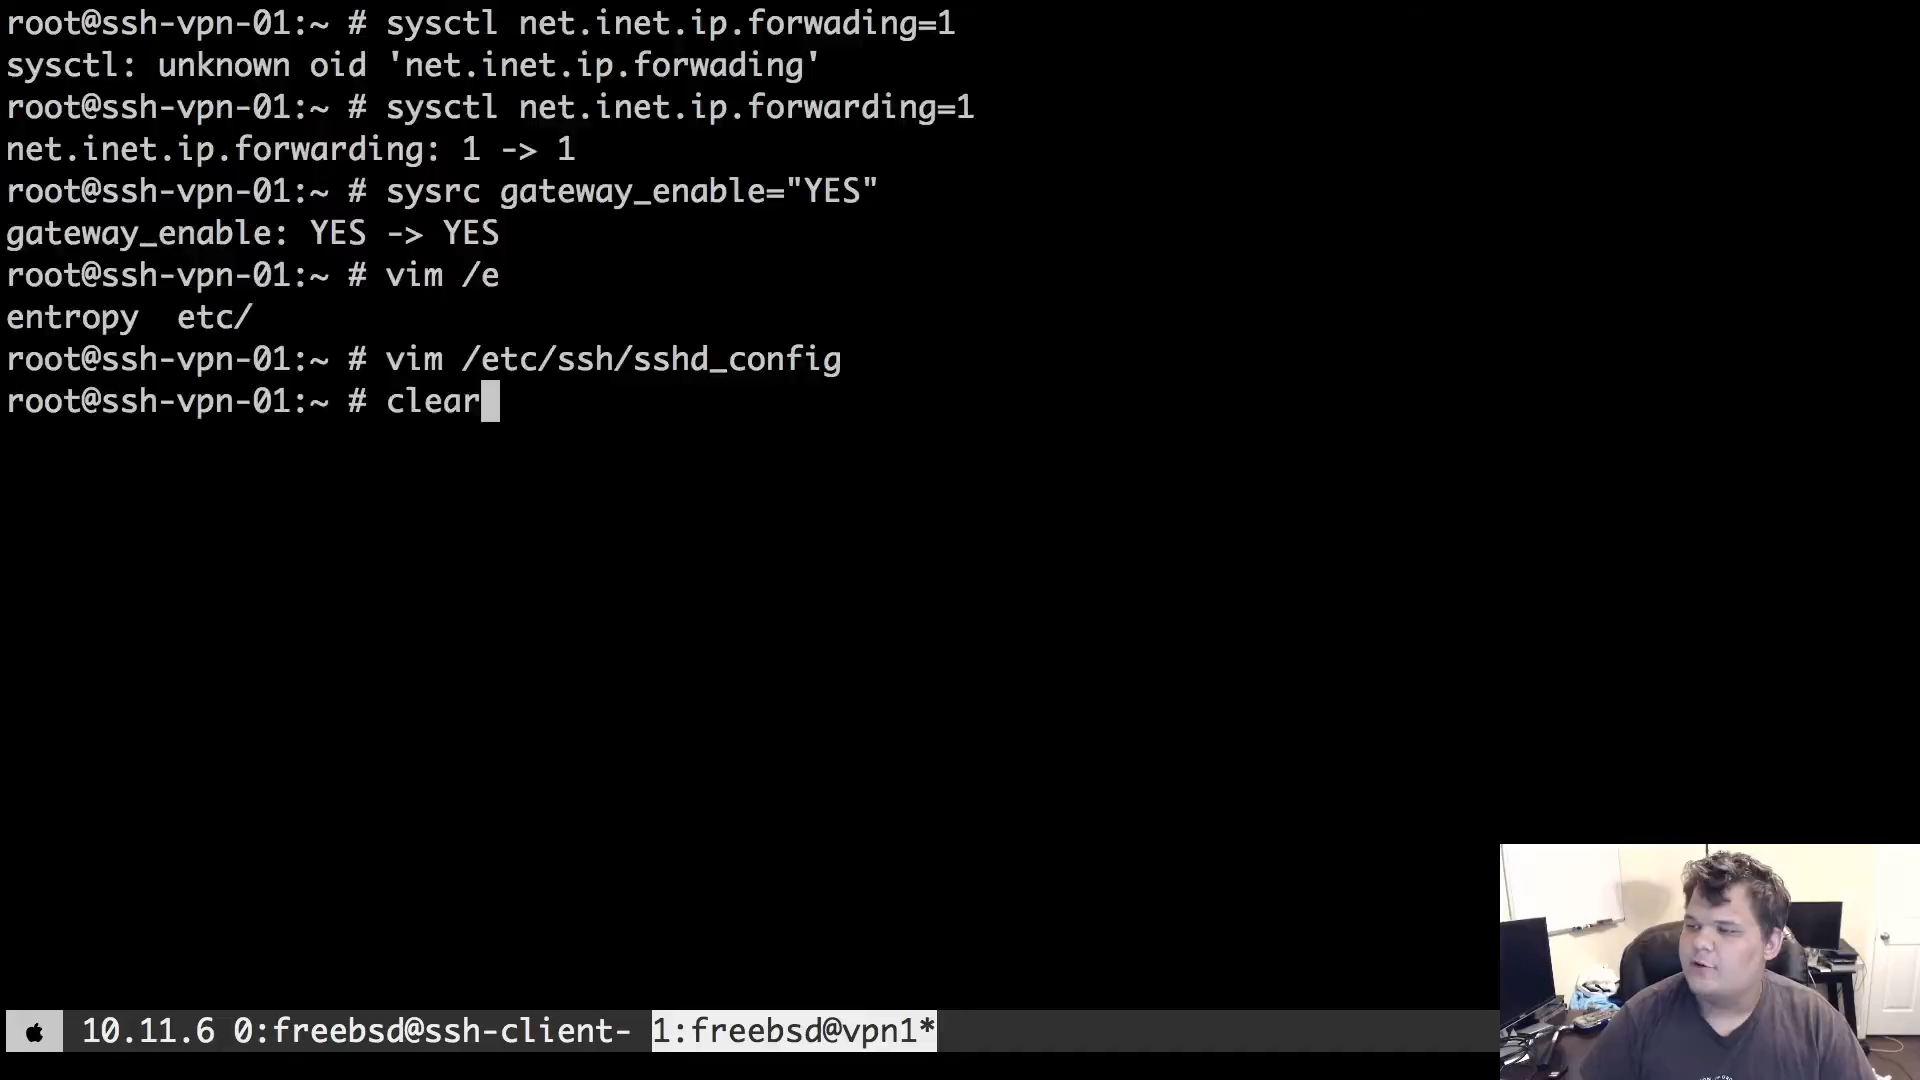 root@ssh-vpn-01:~ # sysctl net.inet.ip.forwading=1
sysctl: unknown oid 'net.inet.ip.forwading'
root@ssh-vpn-01:~ # sysctl net.inet.ip.forwarding=1
net.inet.ip.forwarding: 1 -> 1
root@ssh-vpn-01:~ # sysrc gateway_enable="YES"
gateway_enable: YES -> YES
root@ssh-vpn-01:~ # vim /e
entropy  etc/
root@ssh-vpn-01:~ # vim /etc/ssh/sshd_config
root@ssh-vpn-01:~ # clear
10.11.6 0:freebsd@ssh-client- 1:freebsd@vpn1*